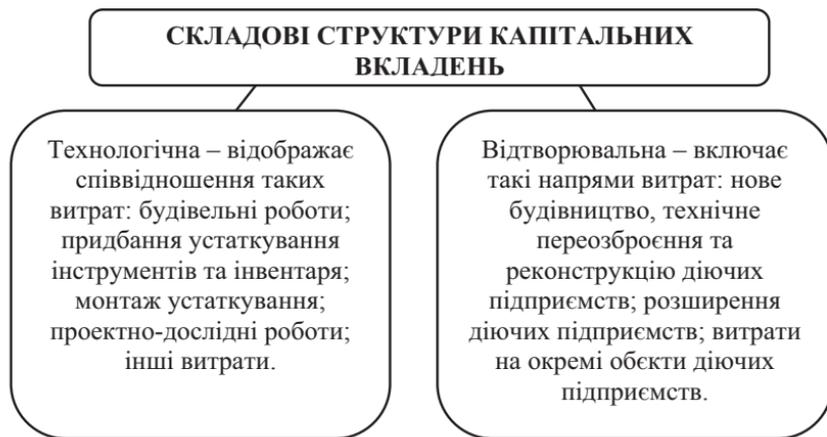 СКЛАДОВІ СТРУКТУРИ КАПІТАЛЬНИХ
ВКЛАДЕНЬ
Технологічна – відображає
співвідношення таких
витрат: будівельні роботи;
придбання устаткування
інструментів та інвентаря;
монтаж устаткування;
проектно-дослідні роботи;
інші витрати.
Відтворювальна – включає
такі напрями витрат: нове
будівництво, технічне
переозброєння та
реконструкцію діючих
підприємств; розширення
діючих підприємств; витрати
на окремі обєкти діючих
підприємств.